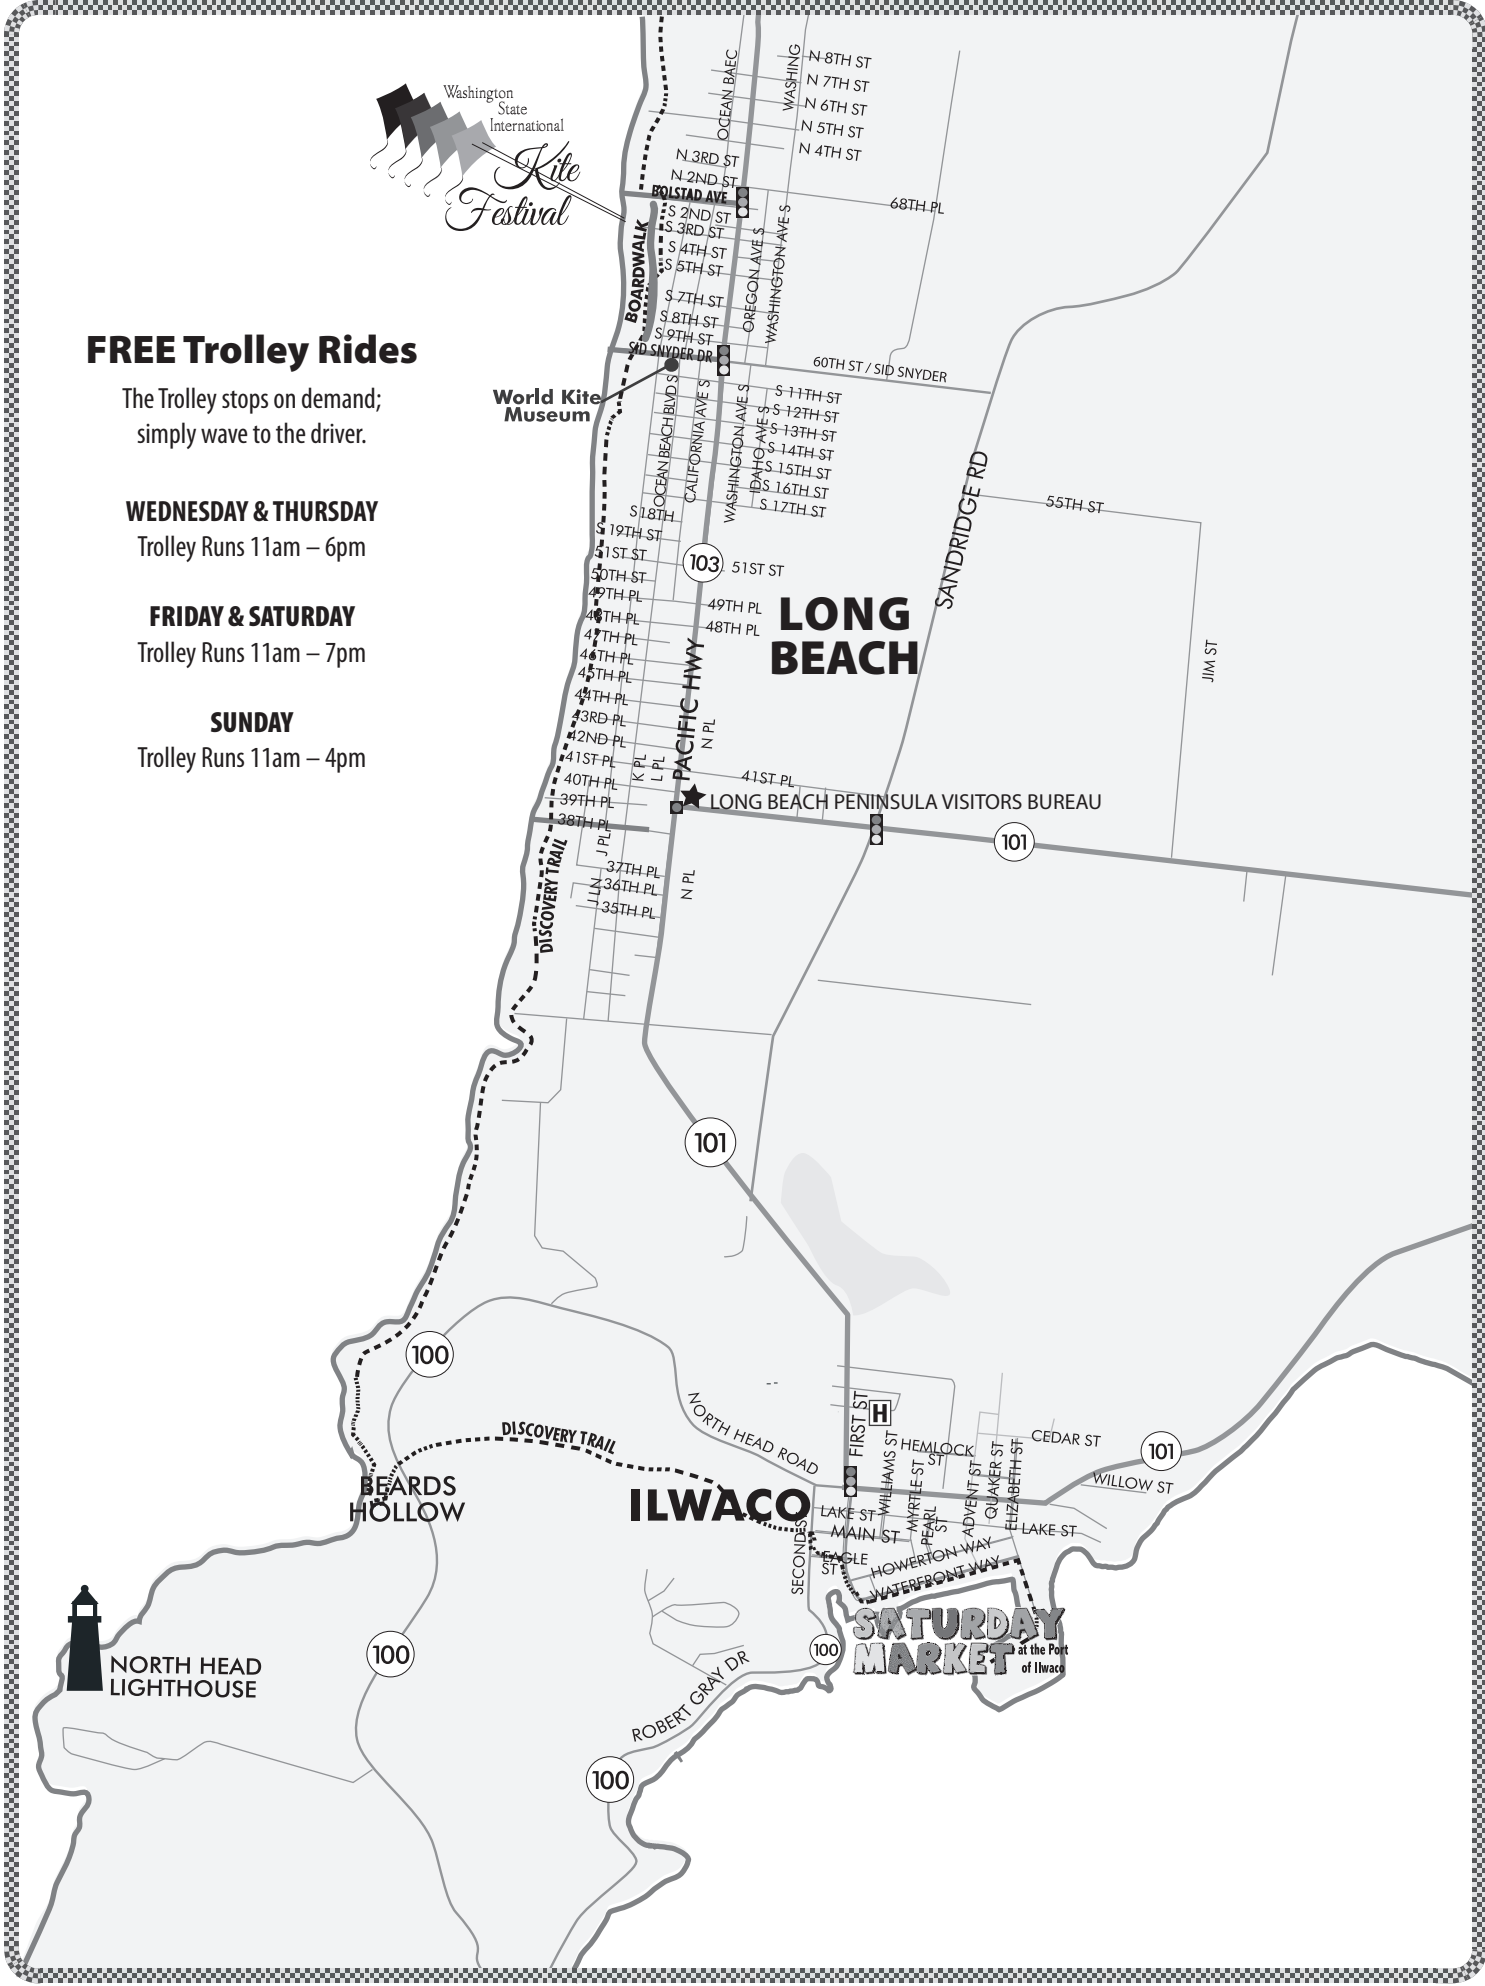 Washington
State
International
Kite
Festival
FREE Trolley Rides
The Trolley stops on demand;
simply wave to the driver.
WEDNESDAY & THURSDAY
Trolley Runs 11am – 6pm
FRIDAY & SATURDAY
Trolley Runs 11am – 7pm
SUNDAY
Trolley Runs 11am – 4pm
OCEAN BAEC
WASHING
N 8TH ST
N 7TH ST
N 6TH ST
N 5TH ST
N 4TH ST
N 3RD ST
N 2ND ST
BOLSTAD AVE
68TH PL
S 2ND ST
S 3RD ST
S 4TH ST
S 5TH ST
S 7TH ST
S 8TH ST
S 9TH ST
BOARDWALK
OREGON AVE S
WASHINGTON AVE S
SID SNYDER DR
60TH ST / SID SNYDER
World Kite
Museum
OCEAN BEACH BLVD S
CALIFORNIA AVE S
WASHINGTON AVE S
IDAHO AVE S
S 11TH ST
S 12TH ST
S 13TH ST
S 14TH ST
S 15TH ST
S 16TH ST
S 17TH ST
S 18TH
S 19TH ST
51ST ST
50TH ST
49TH PL
48TH PL
47TH PL
46TH PL
45TH PL
44TH PL
43RD PL
42ND PL
41ST PL
40TH PL
39TH PL
38TH PL
103
51ST ST
49TH PL
48TH PL
LONG
BEACH
SANDRIDGE RD
55TH ST
JIM ST
PACIFIC HWY
N PL
K PL
L PL
41ST PL
LONG BEACH PENINSULA VISITORS BUREAU
101
J PL
37TH PL
36TH PL
35TH PL
J LN
N PL
DISCOVERY TRAIL
101
100
NORTH HEAD ROAD
DISCOVERY TRAIL
BEARDS
HOLLOW
ILWACO
FIRST ST
H
WILLIAMS ST
HEMLOCK
ST
MYRTLE ST
PEARL
ST
ADVENT ST
QUAKER ST
ELIZABETH ST
CEDAR ST
101
WILLOW ST
LAKE ST
LAKE ST
MAIN ST
SECOND ST
EAGLE
ST
HOWERTON WAY
WATERFRONT WAY
SATURDAY
MARKET
at the Port
of Ilwaco
100
NORTH HEAD
LIGHTHOUSE
100
ROBERT GRAY DR
100